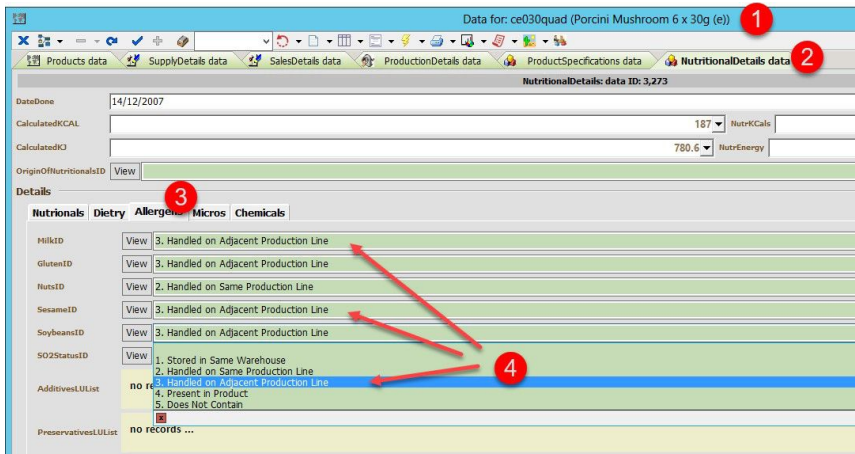 Data for: ce030quad (Porcini Mushroom 6 x 30g (e))
1
Products data SupplyDetails data SalesDetails data ProductionDetails data ProductSpecifications data NutritionalDetails data
2
NutritionalDetails: data ID: 3,273
DateDone 14/12/2007
CalculatedKCAL 187 NutrKCals
CalculatedKJ 780.6 NutrEnergy
OriginOfNutritionalsID View
Details
3
Nutrionals Dietry Allergens Micros Chemicals
MilkID View 3. Handled on Adjacent Production Line
GlutenID View 3. Handled on Adjacent Production Line
NutsID View 2. Handled on Same Production Line
SesameID View 3. Handled on Adjacent Production Line
SoybeansID View 3. Handled on Adjacent Production Line
SO2StatusID View
1. Stored in Same Warehouse
2. Handled on Same Production Line
3. Handled on Adjacent Production Line
4
AdditivesLUList no re
4. Present in Product
5. Does Not Contain
x
PreservativesLUList no records ...